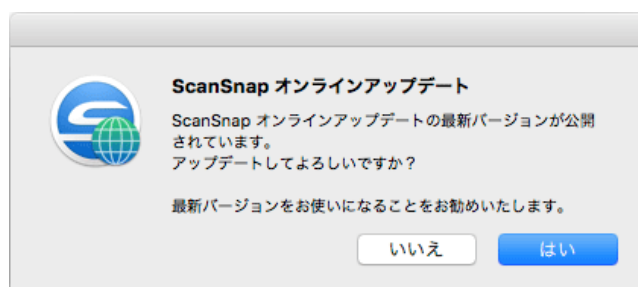 ScanSnap オンラインアップデート
ScanSnap オンラインアップデートの最新バージョンが公開
されています。
アップデートしてよろしいですか？
最新バージョンをお使いになることをお勧めいたします。
いいえ
はい